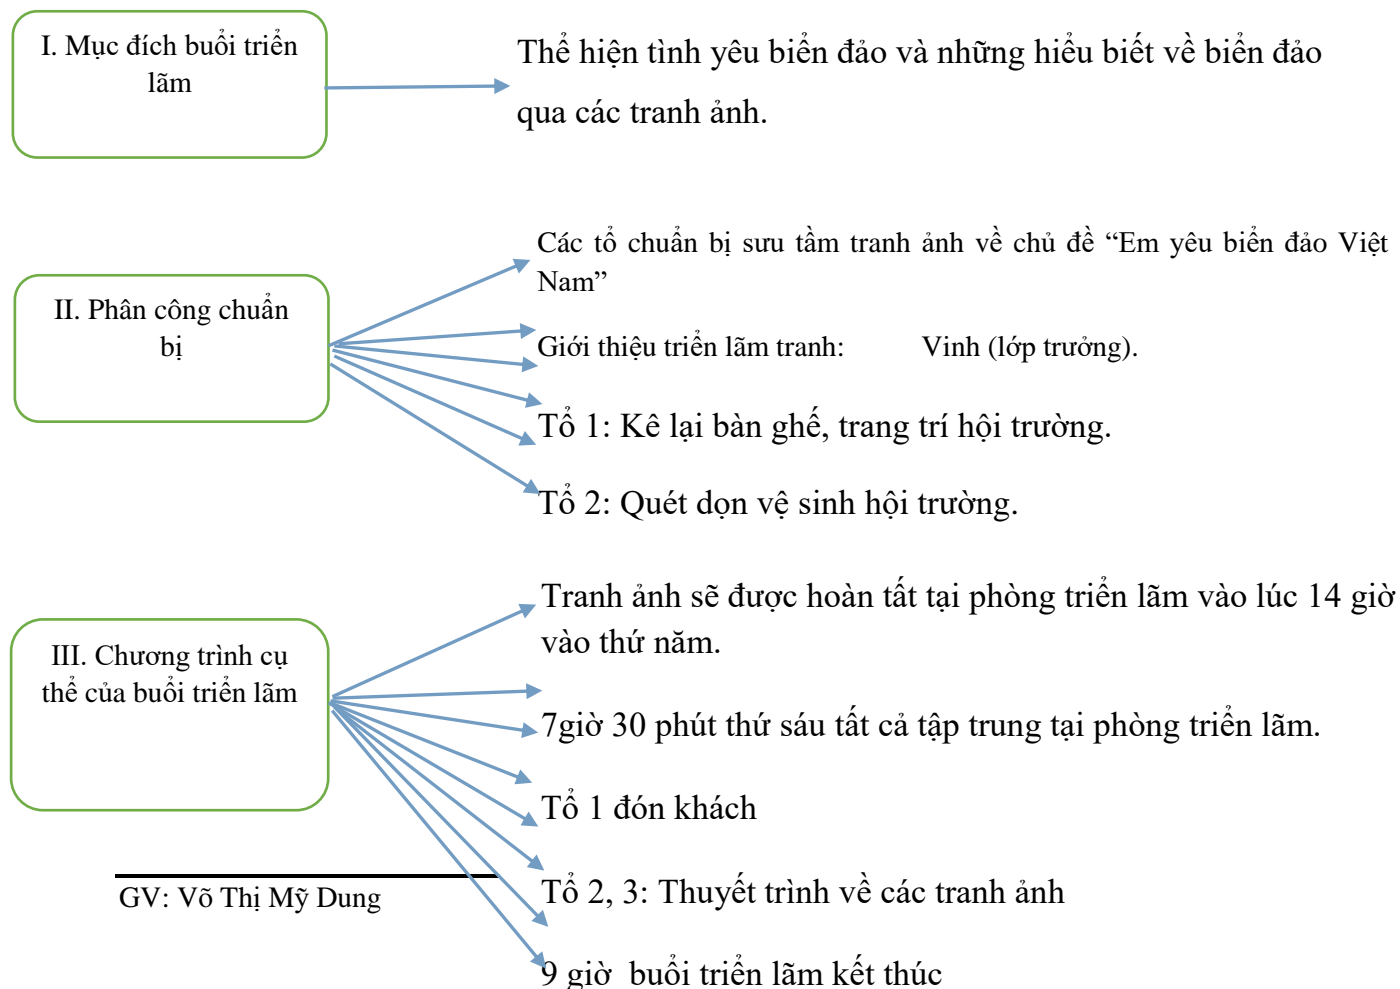 I. Mục đích buổi triển
lãm
Thể hiện tình yêu biển đảo và những hiểu biết về biển đảo
qua các tranh ảnh.
II. Phân công chuẩn
bị
Các tổ chuẩn bị sưu tầm tranh ảnh về chủ đề “Em yêu biển đảo Việt
Nam”
Giới thiệu triển lãm tranh: Vinh (lớp trưởng).
Tổ 1: Kê lại bàn ghế, trang trí hội trường.
Tổ 2: Quét dọn vệ sinh hội trường.
III. Chương trình cụ
thể của buổi triển lãm
Tranh ảnh sẽ được hoàn tất tại phòng triển lãm vào lúc 14 giờ
vào thứ năm.
7giờ 30 phút thứ sáu tất cả tập trung tại phòng triển lãm.
Tổ 1 đón khách
Tổ 2, 3: Thuyết trình về các tranh ảnh
9 giờ buổi triển lãm kết thúc
GV: Võ Thị Mỹ Dung